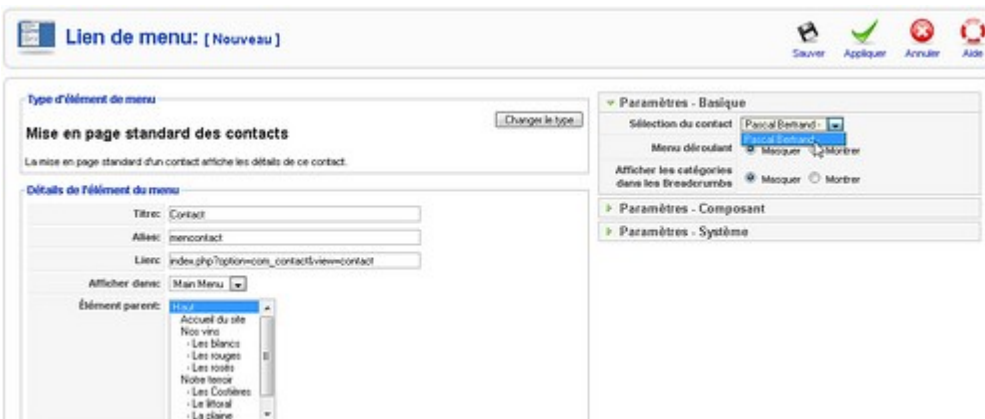 Lien de menu: [ Nouveau ]
Sauver
Appliquer
Annuler
Aide
Type d'élément de menu
Changer le type
Mise en page standard des contacts
La mise en page standard d'un contact affiche les détails de ce contact.
Détails de l'élément du menu
Titre: Contact
Alias: mencontact
Lien: index.php?option=com_contact&view=contact
Afficher dans: Main Menu
Élément parent: Haut
Accueil du site
Nos vins
- Les blancs
- Les rouges
- Les rosés
Notre terroir
- Les Costières
- Le littoral
- La plaine
Paramètres - Basique
Sélection du contact Pascal Bertrand -
Pascal Bertrand -
Menu déroulant Masquer Montrer
Afficher les catégories
dans les Breadcrumbs Masquer Montrer
Paramètres - Composant
Paramètres - Système